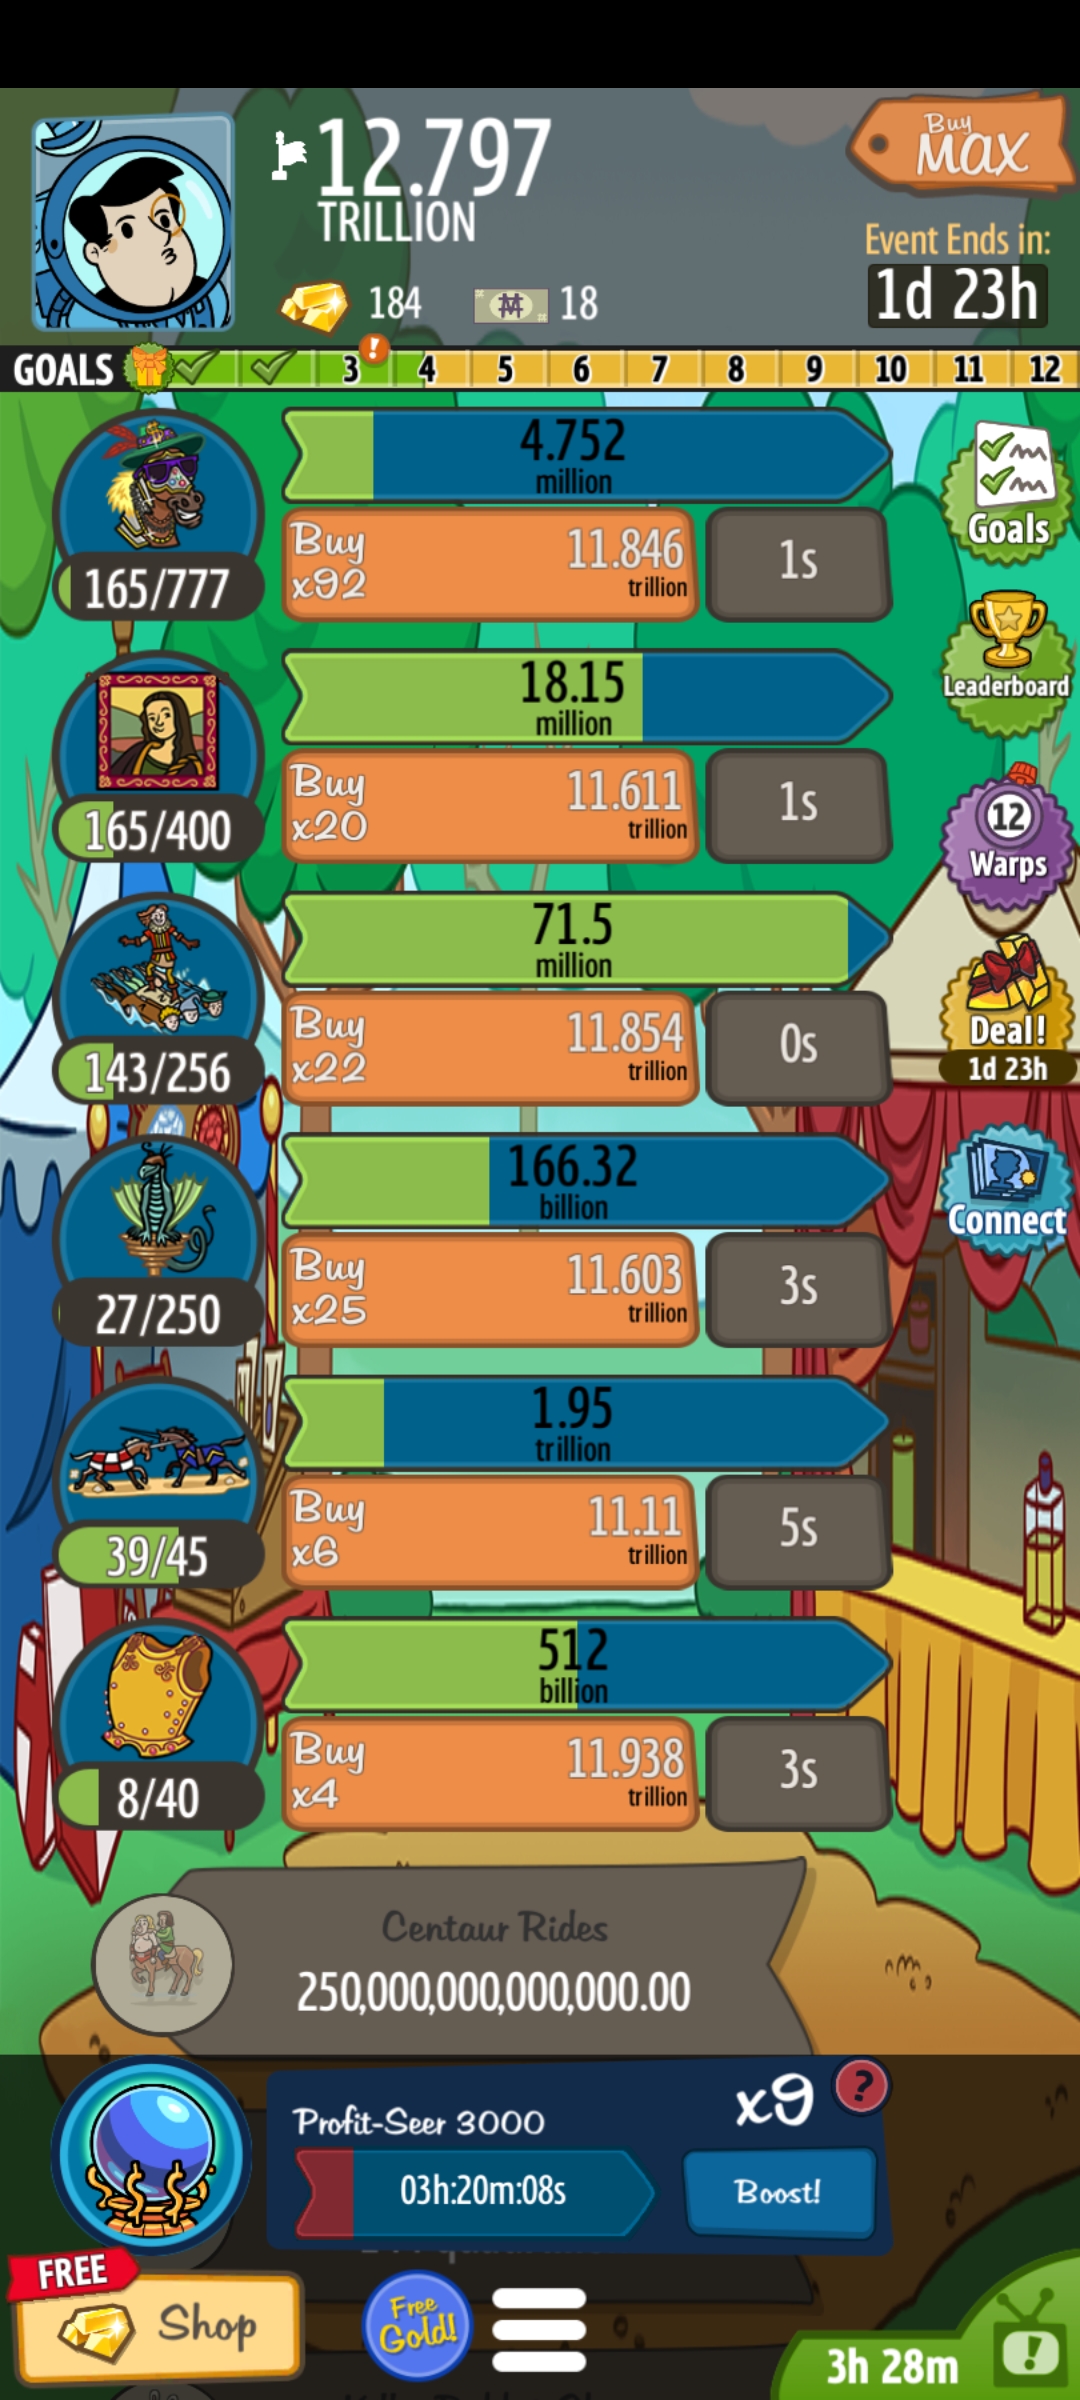 12.797
TRILLION
Buy
MAX
Event Ends in:
1d 23h
184
18
GOALS 3 ! 4 5 6 7 8 9 10 11 12
4.752
million
Buy
x92
11.846
trillion
1s
165/777
Goals
18.15
million
Buy
x20
11.611
trillion
1s
165/400
Leaderboard
71.5
million
Buy
x22
11.854
trillion
0s
143/256
12
Warps
Deal!
1d 23h
166.32
billion
Buy
x25
11.603
trillion
3s
27/250
Connect
1.95
trillion
Buy
x6
11.11
trillion
5s
39/45
512
billion
Buy
x4
11.938
trillion
3s
8/40
Centaur Rides
250,000,000,000,000.00
Profit-Seer 3000
x9
?
03h:20m:08s
Boost!
FREE
Shop
Free
Gold!
3h 28m
!